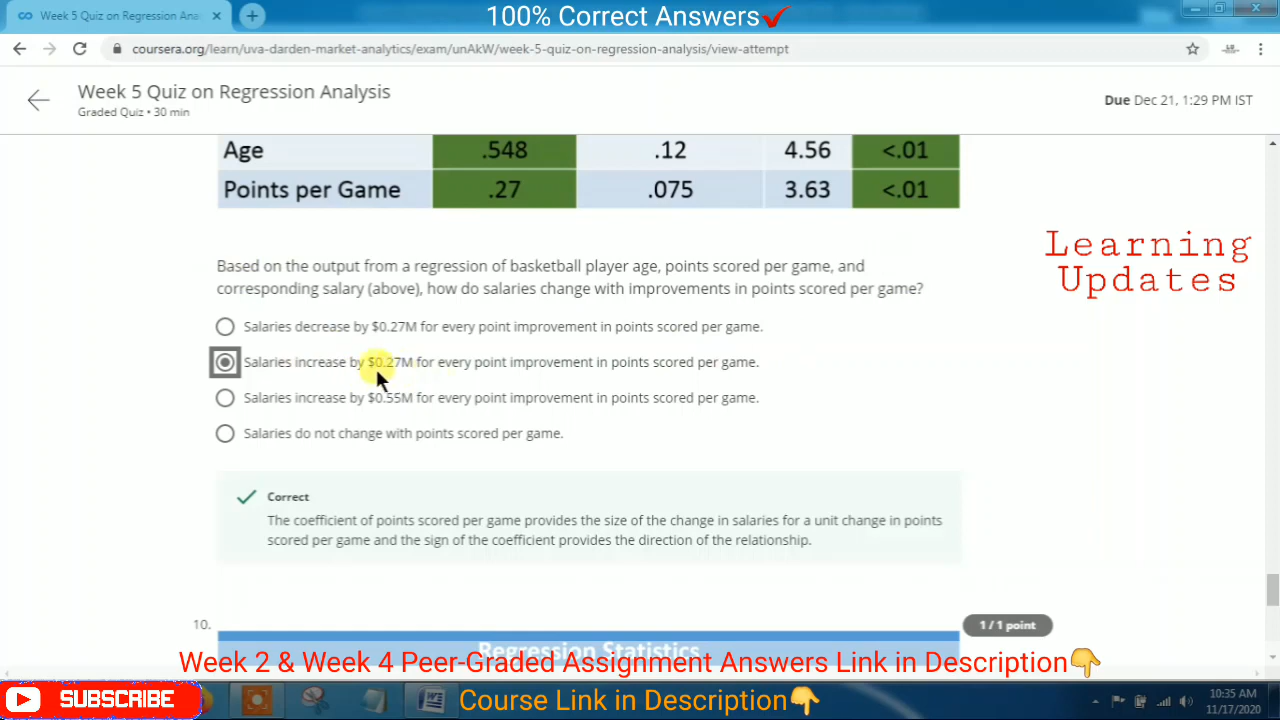 Week 5 Quiz on Regression Ana
100% Correct Answers
coursera.org/learn/uva-darden-market-analytics/exam/unAkW/week-5-quiz-on-regression-analysis/view-attempt
Week 5 Quiz on Regression Analysis
Graded Quiz • 30 min
Due Dec 21, 1:29 PM IST
Age .548 .12 4.56 <.01
Points per Game .27 .075 3.63 <.01
Learning
Updates
Based on the output from a regression of basketball player age, points scored per game, and
corresponding salary (above), how do salaries change with improvements in points scored per game?
Salaries decrease by $0.27M for every point improvement in points scored per game.
Salaries increase by $0.27M for every point improvement in points scored per game.
Salaries increase by $0.55M for every point improvement in points scored per game.
Salaries do not change with points scored per game.
Correct
The coefficient of points scored per game provides the size of the change in salaries for a unit change in points
scored per game and the sign of the coefficient provides the direction of the relationship.
10.
1 / 1 point
Regression Statistics
Week 2 & Week 4 Peer-Graded Assignment Answers Link in Description
SUBSCRIBE
Course Link in Description
10:35 AM
11/17/2020